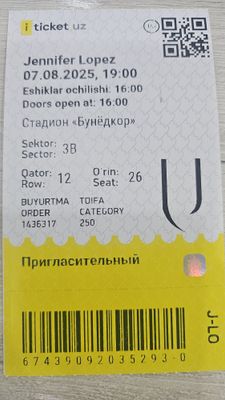 iticket.uz
Jennifer Lopez
07.08.2025, 19:00
Eshiklar ochilishi: 16:00
Doors open at: 16:00
Стадион «Бунёдкор»
Sektor:
Sector: 3B
Qator: O'rin:
Row: 12 Seat: 26
BUYURTMA TOIFA
ORDER CATEGORY
1436317 250
Пригласительный
J-LO
67439092035293-0